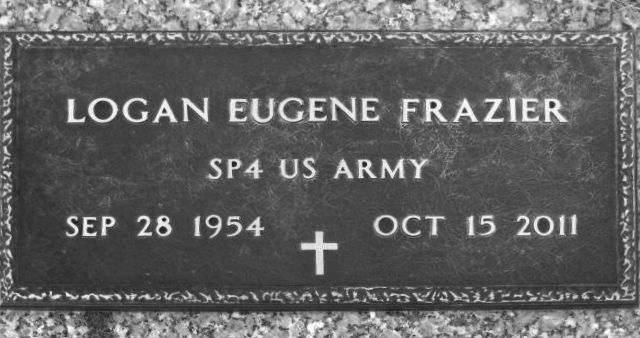 LOGAN EUGENE FRAZIER
SP4 US ARMY
SEP 28 1954 OCT 15 2011